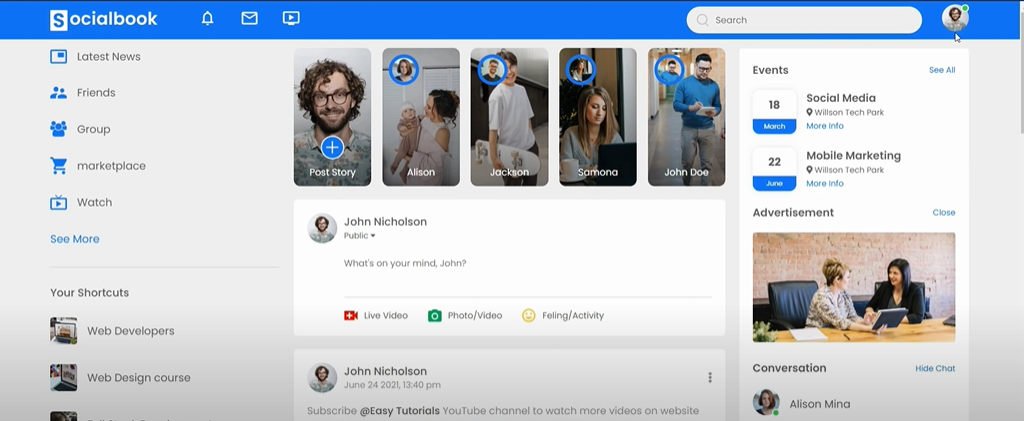 Socialbook
Search
Latest News
Friends
Group
marketplace
Watch
See More
Your Shortcuts
Web Developers
Web Design course
Post Story
Alison
Jackson
Samona
John Doe
John Nicholson
Public
What's on your mind, John?
Live Video
Photo/Video
Feling/Activity
John Nicholson
June 24 2021, 13:40 pm
Subscribe @Easy Tutorials YouTube channel to watch more videos on website
Events
See All
18
March
Social Media
Willson Tech Park
More Info
22
June
Mobile Marketing
Willson Tech Park
More Info
Advertisement
Close
Conversation
Hide Chat
Alison Mina